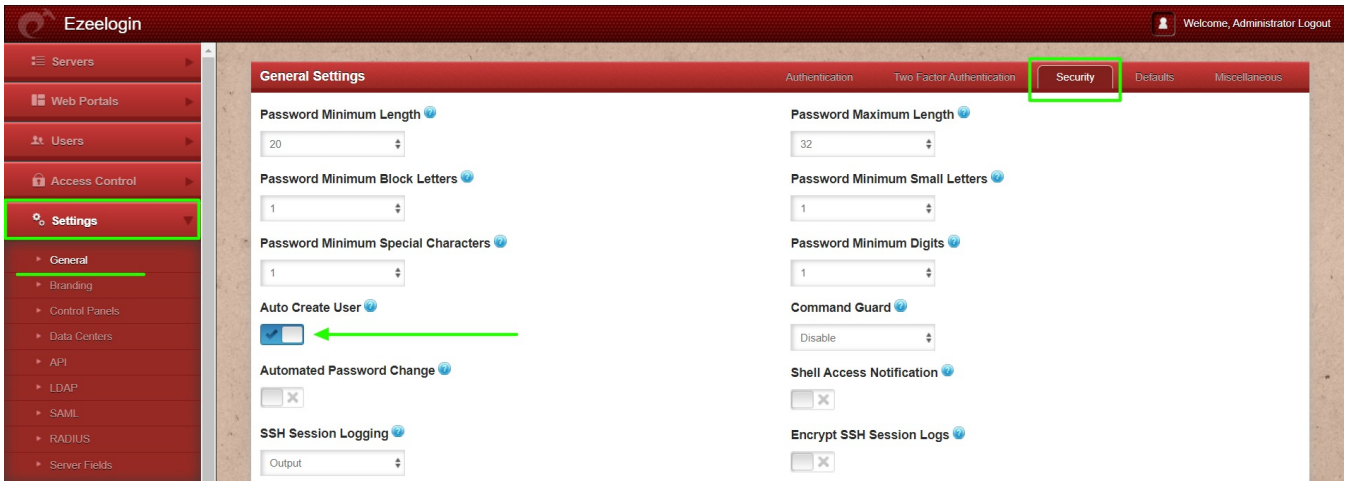 Ezeelogin
Welcome, Administrator Logout
Servers
Web Portals
Users
Access Control
Settings
General
Branding
Control Panels
Data Centers
API
LDAP
SAML
RADIUS
Server Fields
General Settings
Authentication
Two Factor Authentication
Security
Defaults
Miscellaneous
Password Minimum Length
20
Password Maximum Length
32
Password Minimum Block Letters
1
Password Minimum Small Letters
1
Password Minimum Special Characters
1
Password Minimum Digits
1
Auto Create User
Command Guard
Disable
Automated Password Change
Shell Access Notification
SSH Session Logging
Output
Encrypt SSH Session Logs